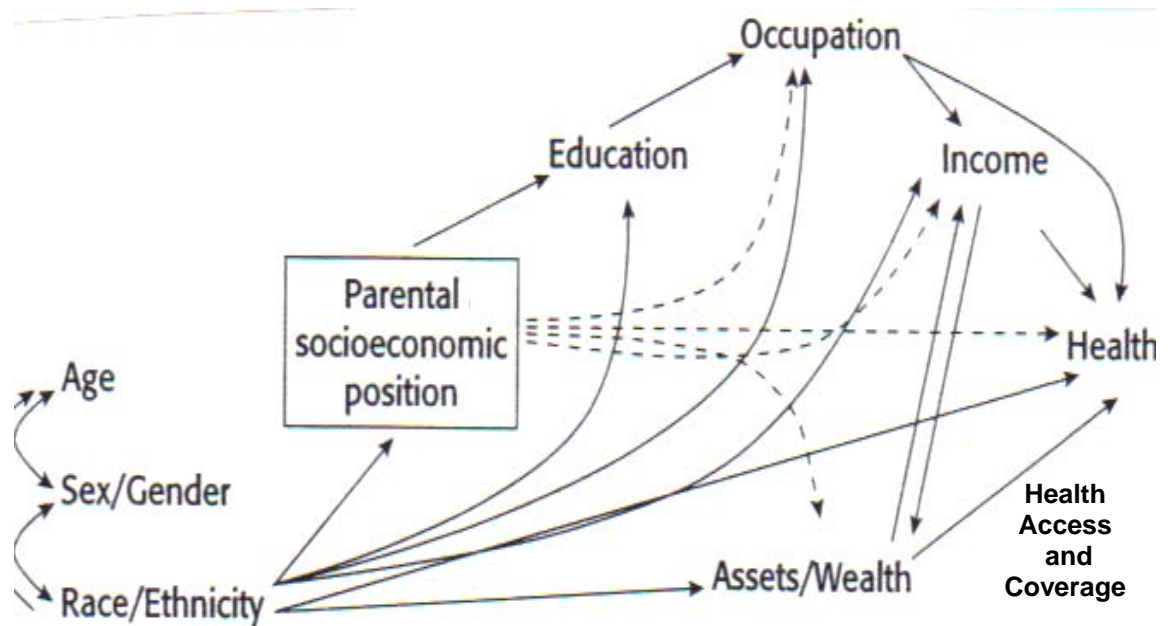 Occupation
Education
Income
Parental
socioeconomic
position
Health
Age
Sex/Gender
Health
Access
and
Coverage
Assets/Wealth
Race/Ethnicity